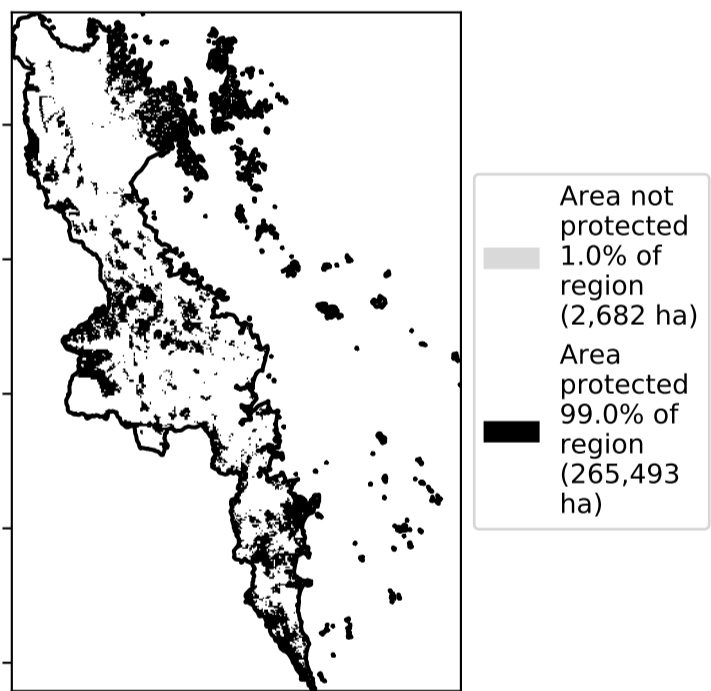 Area not
protected
1.0% of
region
(2,682 ha)
Area
protected
99.0% of
region
(265,493
ha)